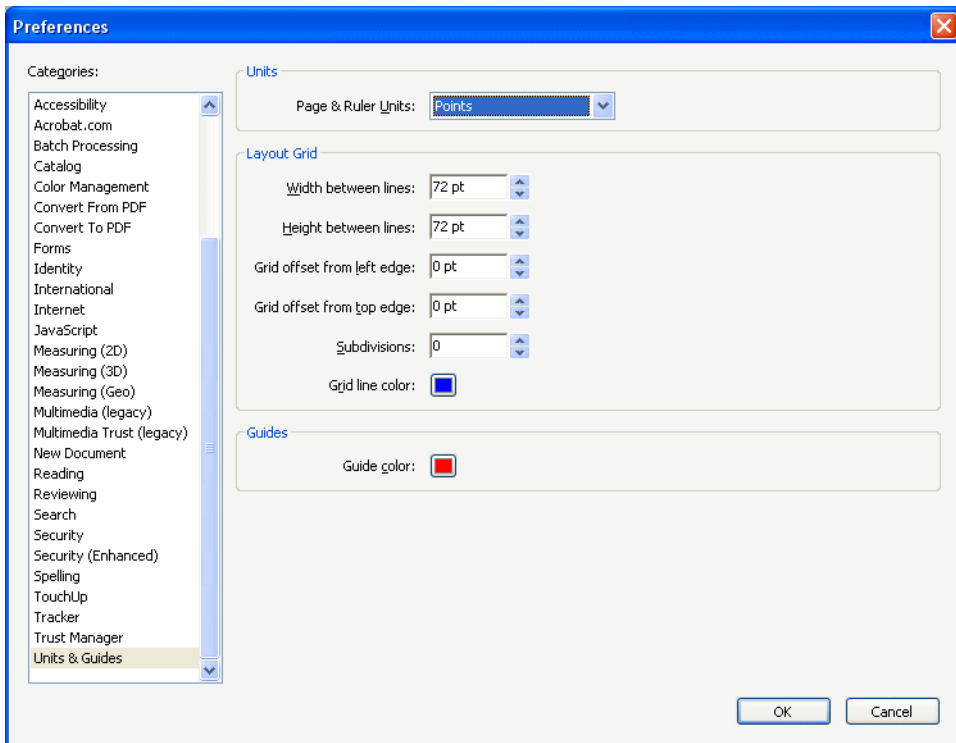 Preferences
Categories:
Accessibility
Acrobat.com
Batch Processing
Catalog
Color Management
Convert From PDF
Convert To PDF
Forms
Identity
International
Internet
JavaScript
Measuring (2D)
Measuring (3D)
Measuring (Geo)
Multimedia (legacy)
Multimedia Trust (legacy)
New Document
Reading
Reviewing
Search
Security
Security (Enhanced)
Spelling
TouchUp
Tracker
Trust Manager
Units & Guides
Units
Page & Ruler Units: Points
Layout Grid
Width between lines: 72 pt
Height between lines: 72 pt
Grid offset from left edge: 0 pt
Grid offset from top edge: 0 pt
Subdivisions: 0
Grid line color:
Guides
Guide color:
OK Cancel